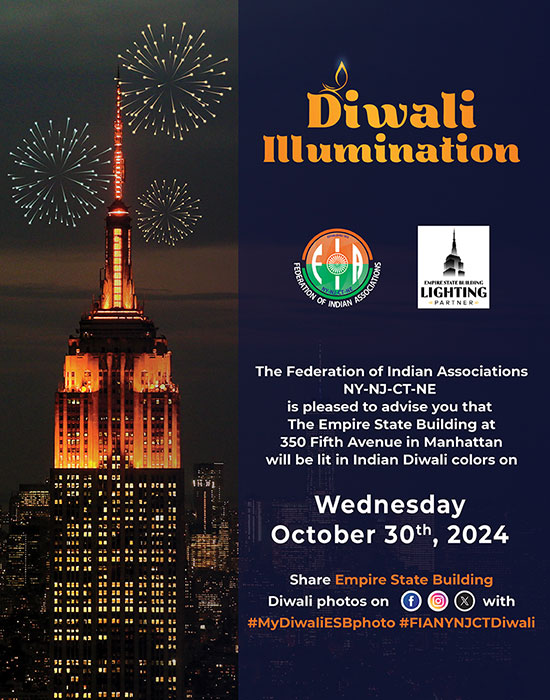 Diwali
Illumination
FIA
FEDERATION OF INDIAN ASSOCIATIONS
EMPIRE STATE BUILDING
LIGHTING
PARTNER
The Federation of Indian Associations
NY-NJ-CT-NE
is pleased to advise you that
The Empire State Building at
350 Fifth Avenue in Manhattan
will be lit in Indian Diwali colors on
Wednesday
October 30th, 2024
Share Empire State Building
Diwali photos on f X with
#MyDiwaliESBphoto #FIANYNJCTDiwali